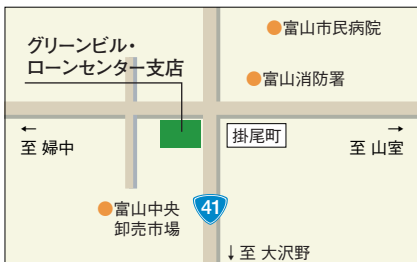 富山市民病院
グリーンビル・
ローンセンター支店
富山消防署
←
至 婦中
掛尾町
→
至 山室
富山中央
卸売市場
41
↓至 大沢野